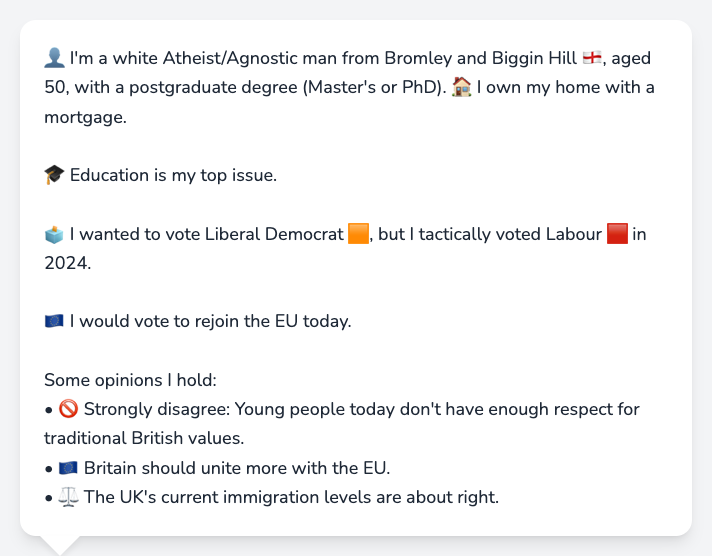 👤 I'm a white Atheist/Agnostic man from Bromley and Biggin Hill 🏴󠁧󠁢󠁥󠁮󠁧󠁿, aged
50, with a postgraduate degree (Master's or PhD). 🏠 I own my home with a
mortgage.
🎓 Education is my top issue.
🗳️ I wanted to vote Liberal Democrat 🟧, but I tactically voted Labour 🟥 in
2024.
🇪🇺 I would vote to rejoin the EU today.
Some opinions I hold:
• 🚫 Strongly disagree: Young people today don't have enough respect for
traditional British values.
• 🇪🇺 Britain should unite more with the EU.
• ⚖️ The UK's current immigration levels are about right.